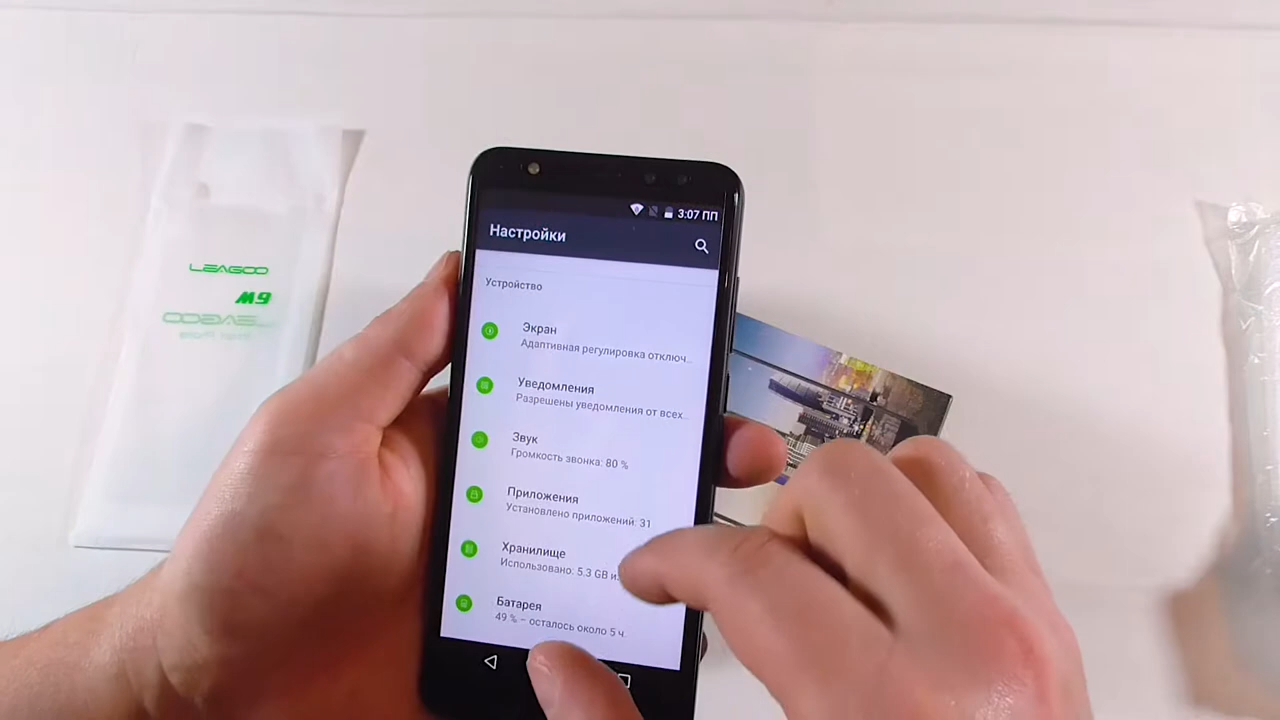 LEAGOO
M9
3:07 ПП
Настройки
Устройство
Экран
Адаптивная регулировка отключ...
Уведомления
Разрешены уведомления от всех...
Звук
Громкость звонка: 80 %
Приложения
Установлено приложений: 31
Хранилище
Использовано: 5.3 GB из
Батарея
49 % – осталось около 5 ч.